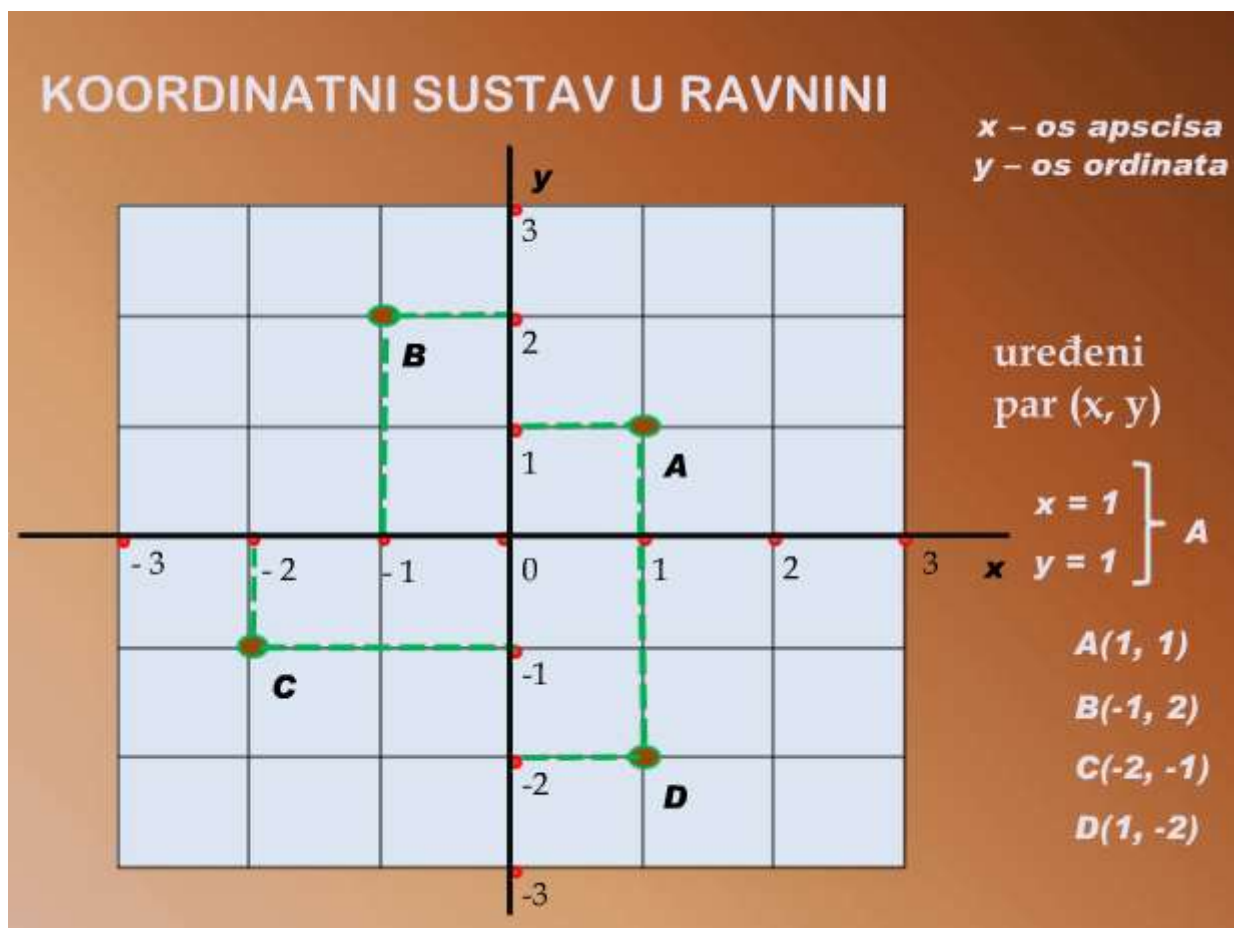 KOORDINATNI SUSTAV U RAVNINI
x – os apscisa
y – os ordinata
y
3
2
B
1
A
- 3
- 2
- 1
0
1
2
3
x
-1
C
-2
D
-3
uređeni
par (x, y)
x = 1
y = 1
A
A(1, 1)
B(-1, 2)
C(-2, -1)
D(1, -2)